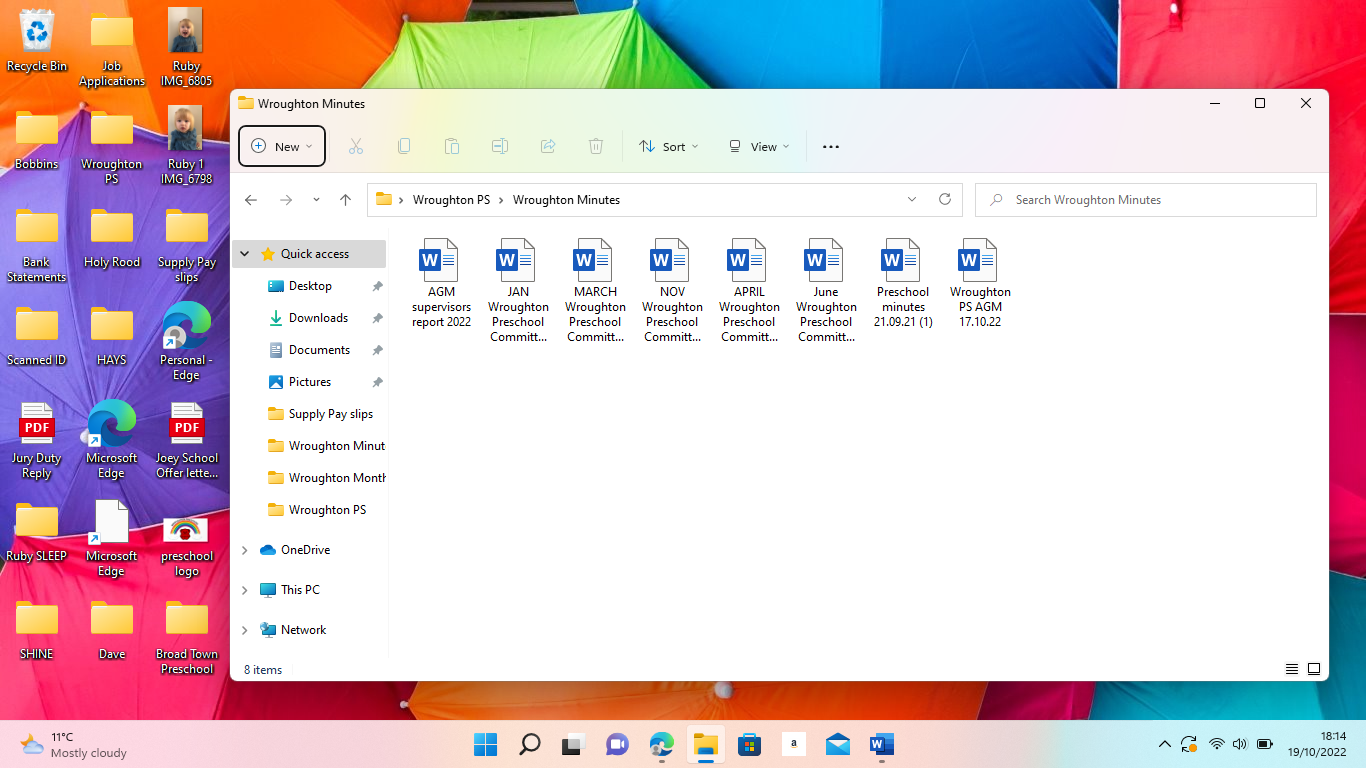 Recycle Bin
Job
Applications
Ruby
IMG_6805
Bobbins
Wroughton
PS
Ruby 1
IMG_6798
Bank
Statements
Holy Rood
Supply Pay
slips
Scanned ID
HAYS
Personal -
Edge
PDF
Jury Duty
Reply
Microsoft
Edge
PDF
Joey School
Offer lette...
Ruby SLEEP
Microsoft
Edge
preschool
logo
SHINE
Dave
Broad Town
Preschool
Wroughton Minutes
New
Sort
View
Wroughton PS > Wroughton Minutes
Search Wroughton Minutes
Quick access
Desktop
Downloads
Documents
Pictures
Supply Pay slips
Wroughton Minut
Wroughton Month
Wroughton PS
OneDrive
This PC
Network
W
AGM
supervisors
report 2022
W
JAN
Wroughton
Preschool
Committ...
W
MARCH
Wroughton
Preschool
Committ...
W
NOV
Wroughton
Preschool
Committ...
W
APRIL
Wroughton
Preschool
Committ...
W
June
Wroughton
Preschool
Committ...
W
Preschool
minutes
21.09.21 (1)
W
Wroughton
PS AGM
17.10.22
8 items
11°C
Mostly cloudy
a
W
18:14
19/10/2022